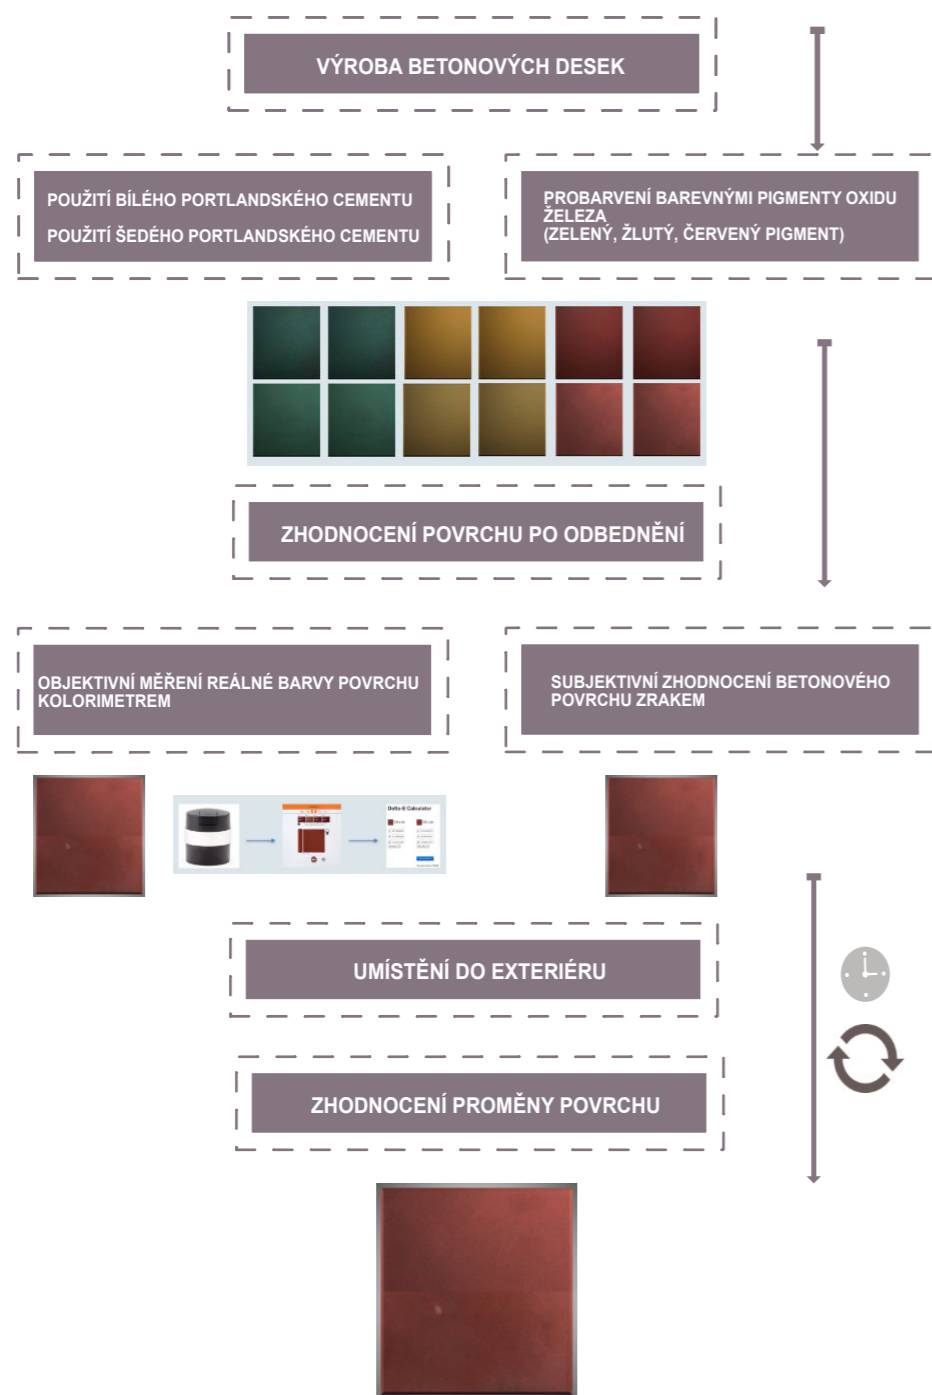 VÝROBA BETONOVÝCH DESEK
POUŽITÍ BÍLÉHO PORTLANDSKÉHO CEMENTU
POUŽITÍ ŠEDÉHO PORTLANDSKÉHO CEMENTU
PROBARVENÍ BAREVNÝMI PIGMENTY OXIDU
ŽELEZA
(ZELENÝ, ŽLUTÝ, ČERVENÝ PIGMENT)
ZHODNOCENÍ POVRCHU PO ODBEDNĚNÍ
OBJEKTIVNÍ MĚŘENÍ REÁLNÉ BARVY POVRCHU
KOLORIMETREM
SUBJEKTIVNÍ ZHODNOCENÍ BETONOVÉHO
POVRCHU ZRAKEM
Delta-E Calculator
UMÍSTĚNÍ DO EXTERIÉRU
ZHODNOCENÍ PROMĚNY POVRCHU